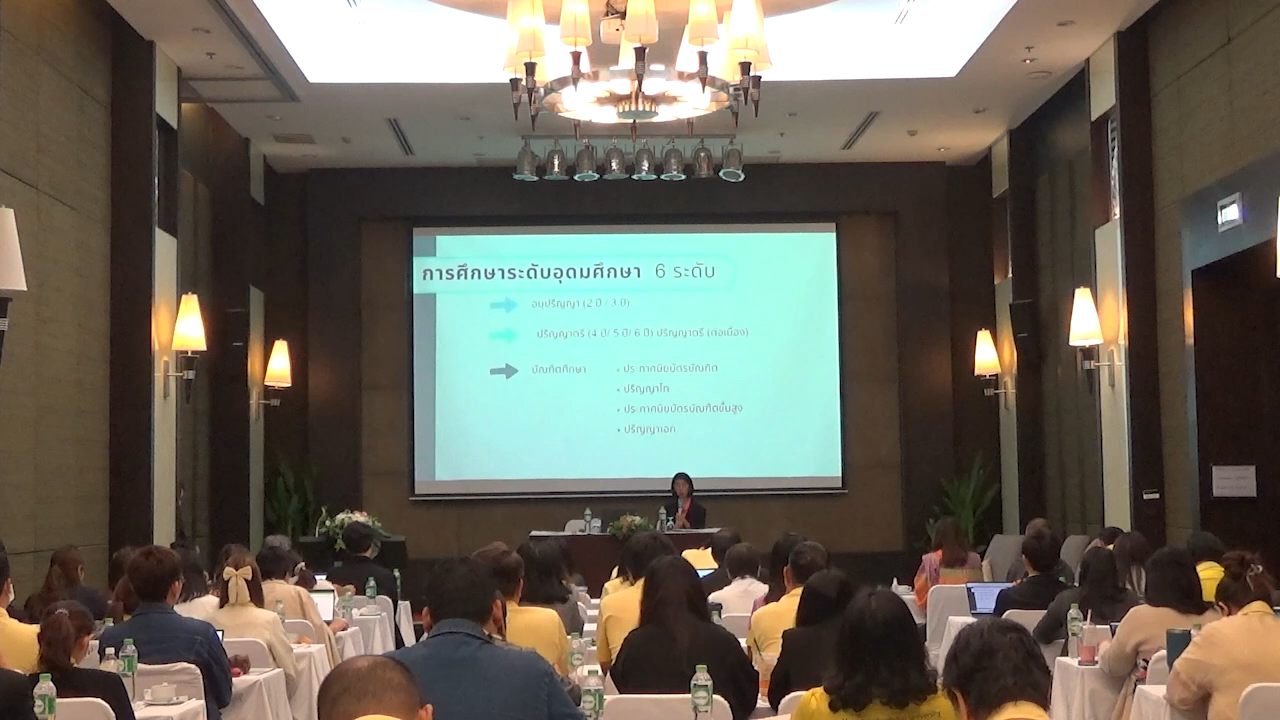 การศึกษาระดับอุดมศึกษา 6 ระดับ
อนุปริญญา (2 ปี / 3 ปี)
ปริญญาตรี (4 ปี/ 5 ปี/ 6 ปี) ปริญญาตรี (ต่อเนื่อง)
บัณฑิตศึกษา
• ประกาศนียบัตรบัณฑิต
• ปริญญาโท
• ประกาศนียบัตรบัณฑิตชั้นสูง
• ปริญญาเอก